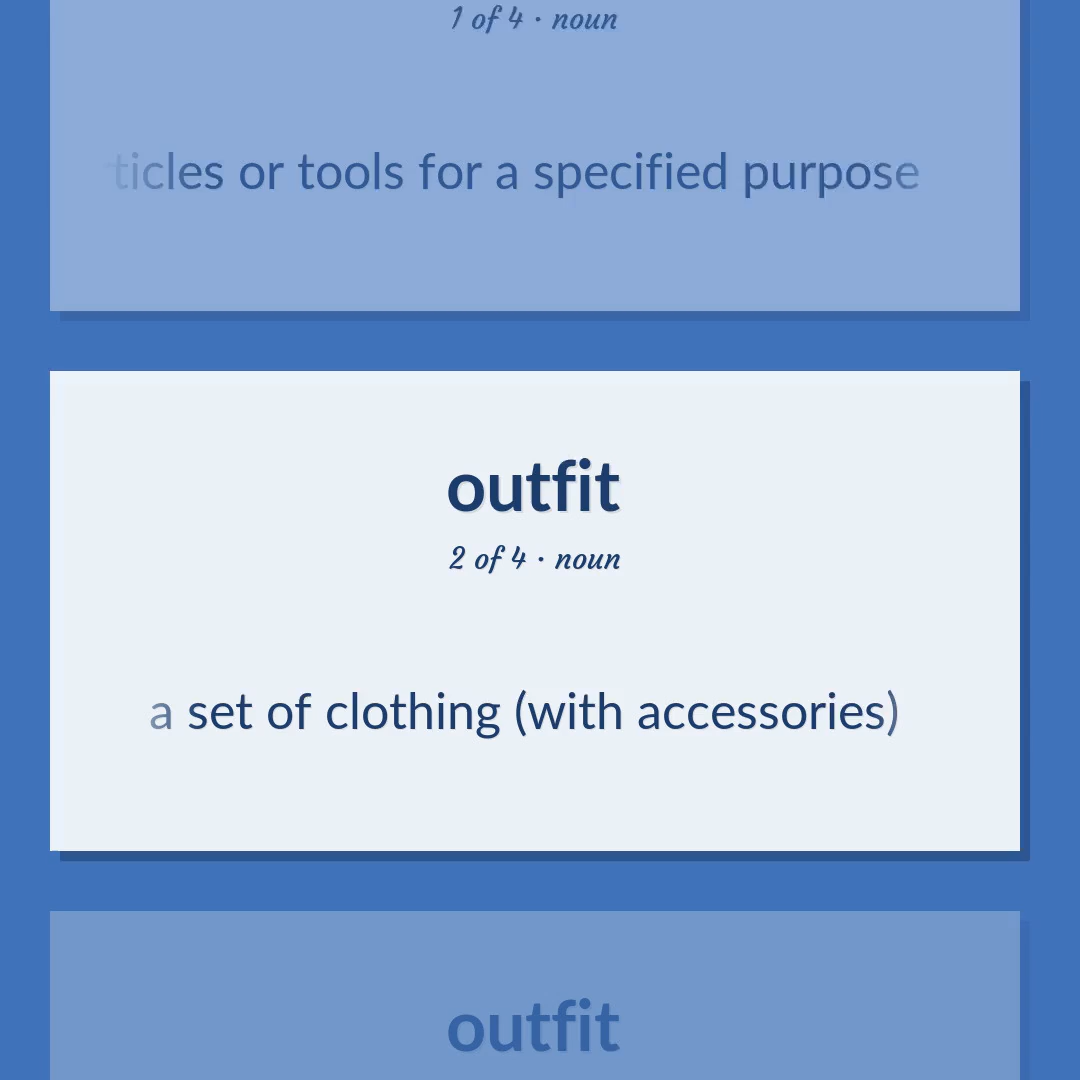 1 of 4 · noun
ticles or tools for a specified purpose
outfit
2 of 4 · noun
a set of clothing (with accessories)
outfit